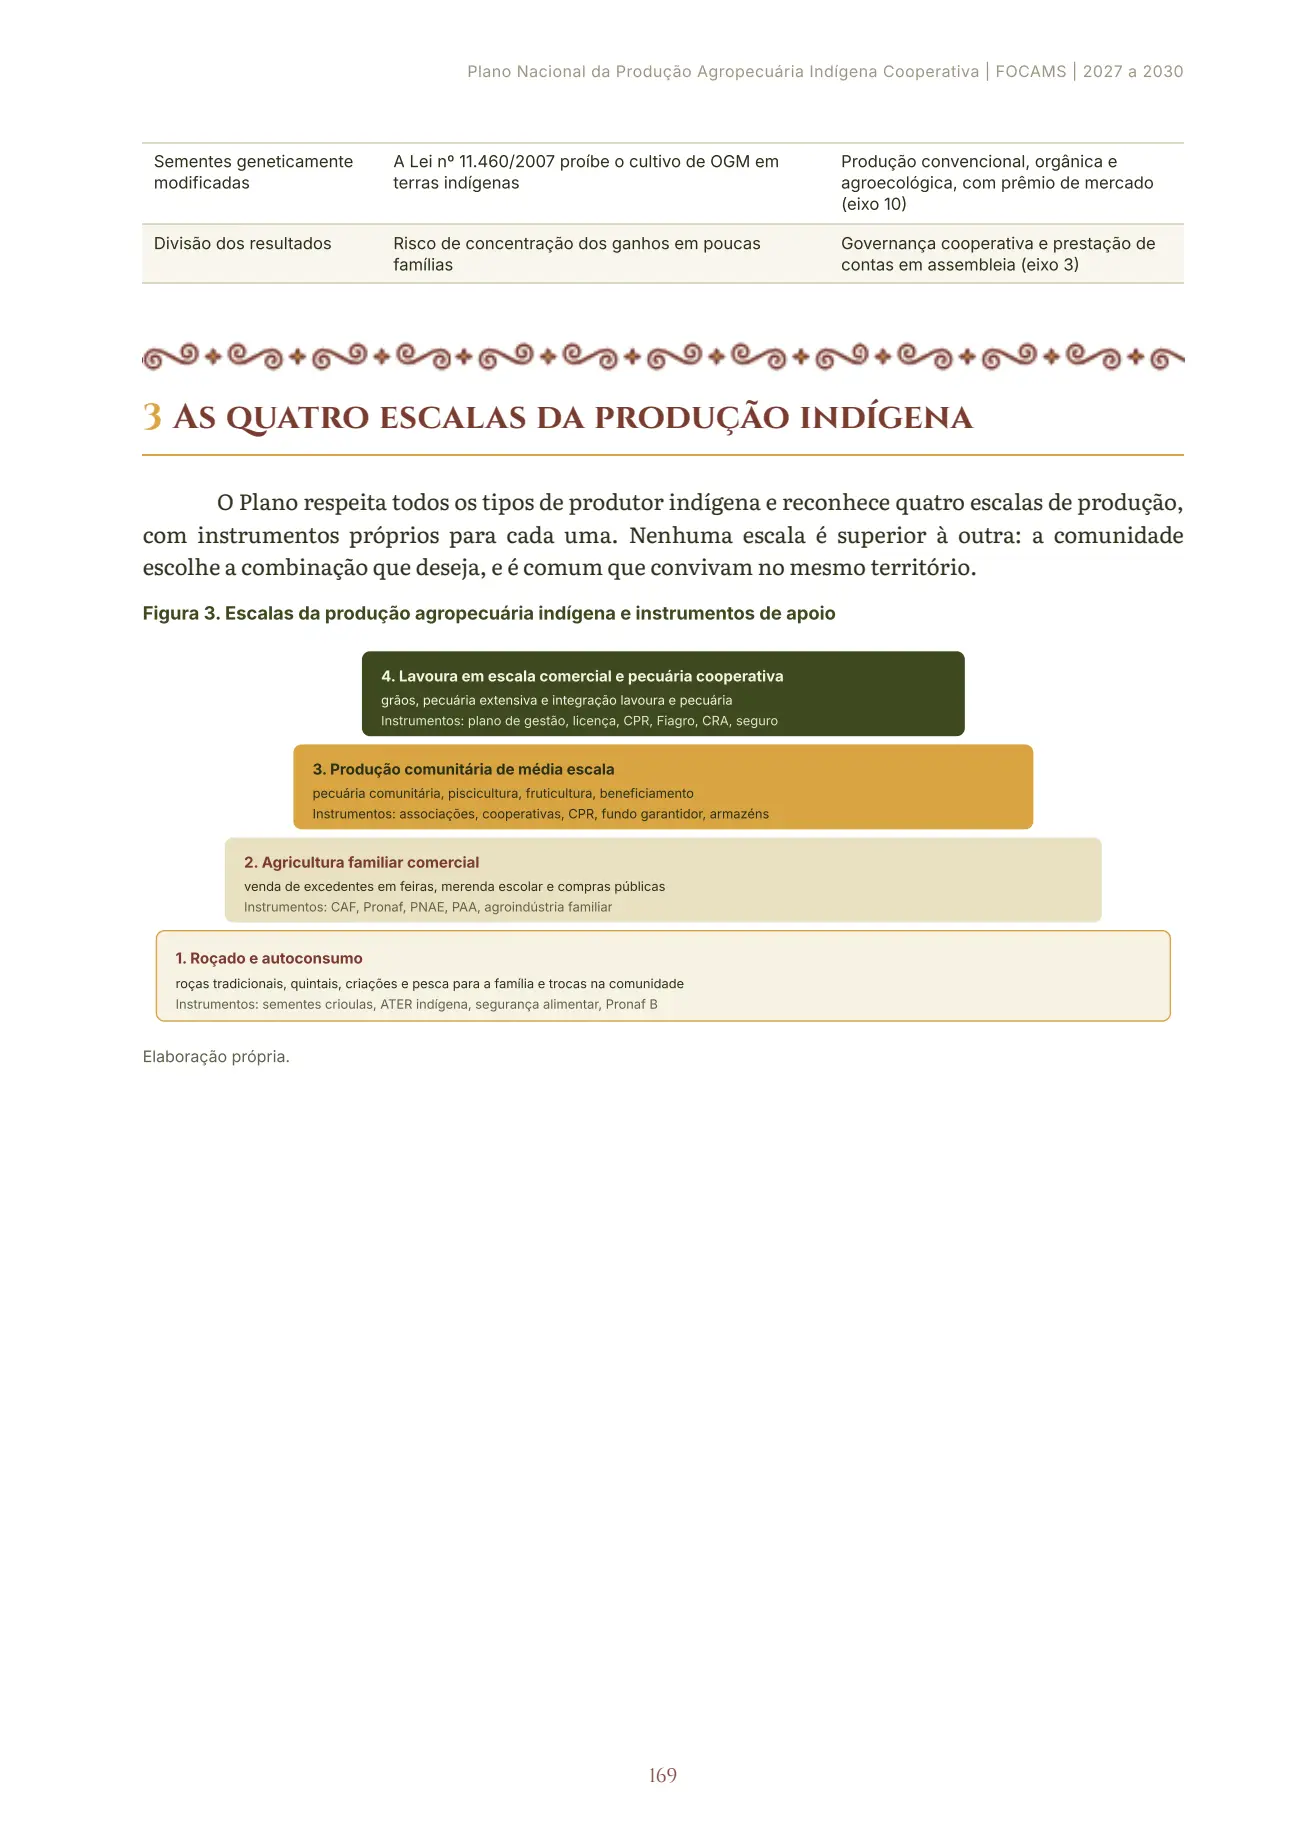 Plano Nacional da Produção Agropecuária Indígena Cooperativa | FOCAMS | 2027 a 2030
Sementes geneticamente
modificadas
A Lei nº 11.460/2007 proíbe o cultivo de OGM em
terras indígenas
Produção convencional, orgânica e
agroecológica, com prêmio de mercado
(eixo 10)
Divisão dos resultados
Risco de concentração dos ganhos em poucas
famílias
Governança cooperativa e prestação de
contas em assembleia (eixo 3)
3 As quatro escalas da produção indígena
O Plano respeita todos os tipos de produtor indígena e reconhece quatro escalas de produção,
com instrumentos próprios para cada uma. Nenhuma escala é superior à outra: a comunidade
escolhe a combinação que deseja, e é comum que convivam no mesmo território.
Figura 3. Escalas da produção agropecuária indígena e instrumentos de apoio
4. Lavoura em escala comercial e pecuária cooperativa
grãos, pecuária extensiva e integração lavoura e pecuária
Instrumentos: plano de gestão, licença, CPR, Fiagro, CRA, seguro
3. Produção comunitária de média escala
pecuária comunitária, piscicultura, fruticultura, beneficiamento
Instrumentos: associações, cooperativas, CPR, fundo garantidor, armazéns
2. Agricultura familiar comercial
venda de excedentes em feiras, merenda escolar e compras públicas
Instrumentos: CAF, Pronaf, PNAE, PAA, agroindústria familiar
1. Roçado e autoconsumo
roças tradicionais, quintais, criações e pesca para a família e trocas na comunidade
Instrumentos: sementes crioulas, ATER indígena, segurança alimentar, Pronaf B
Elaboração própria.
169